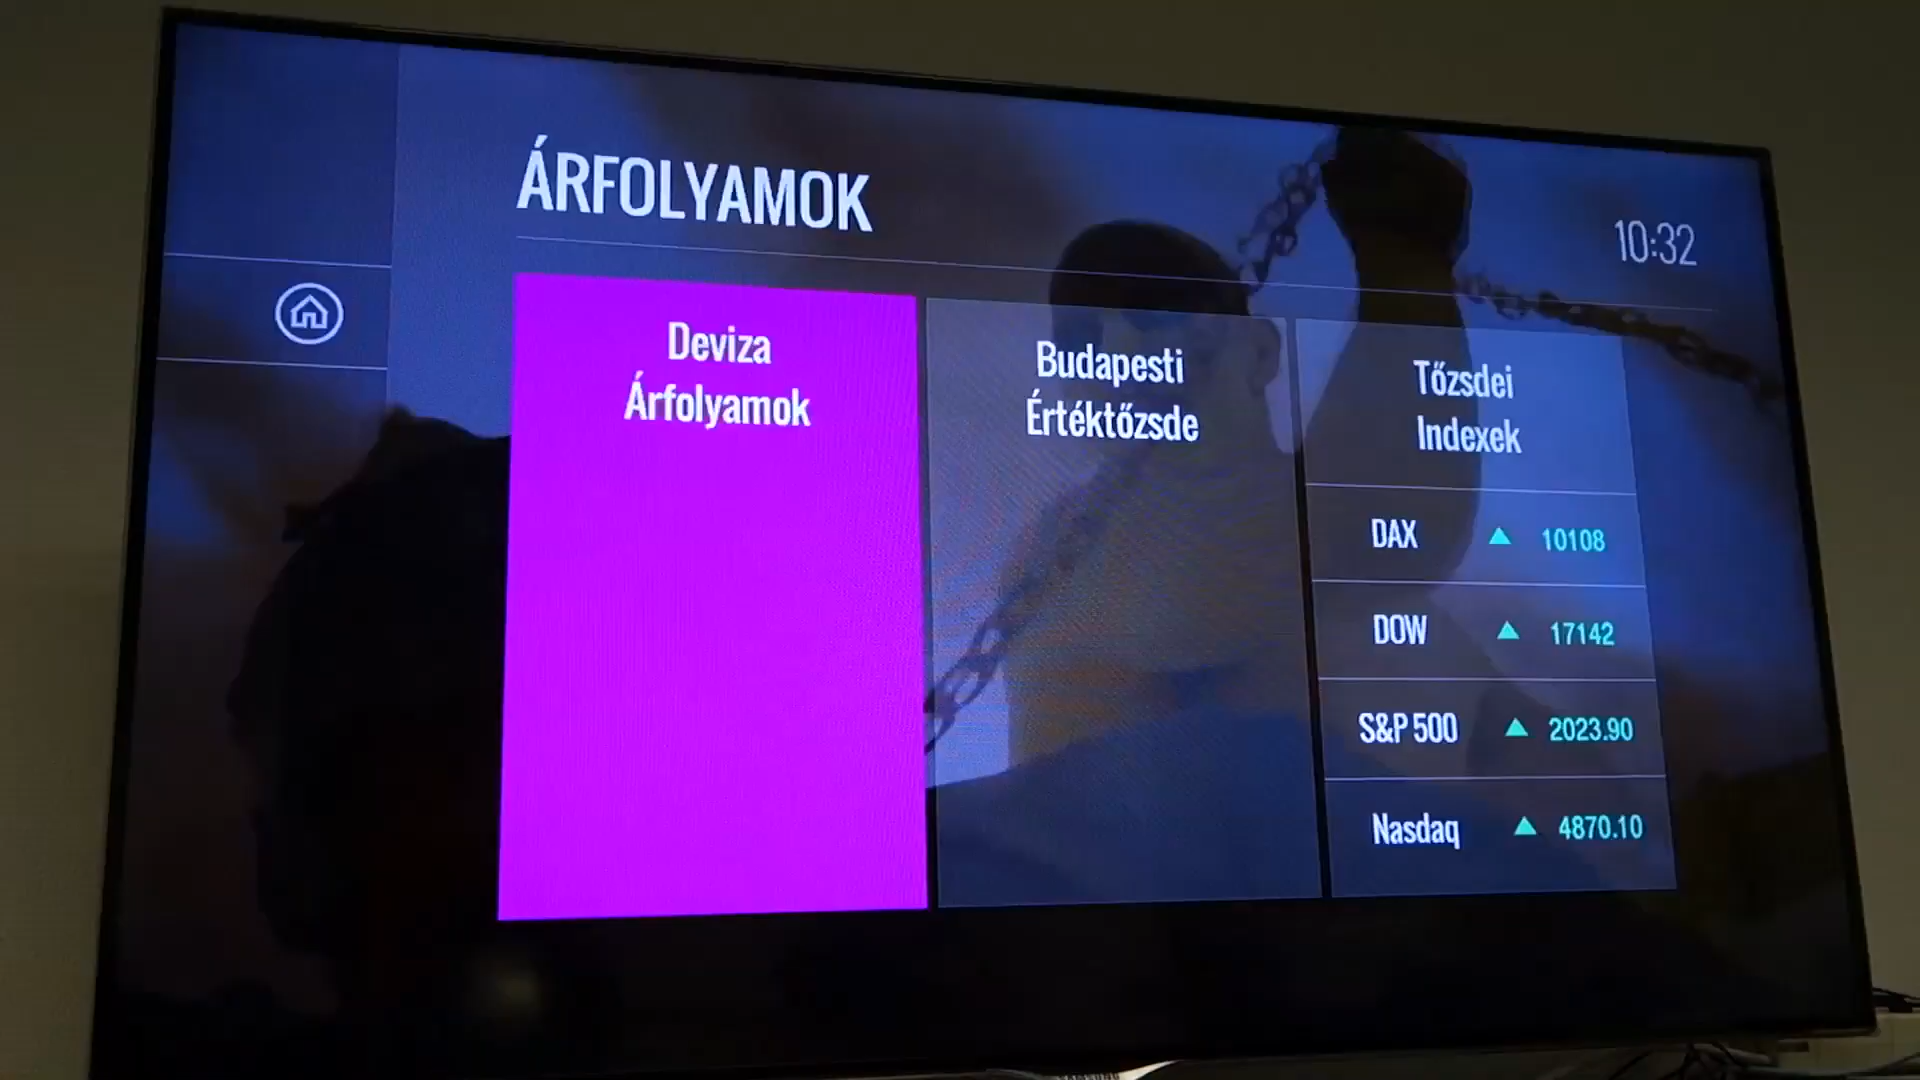 ÁRFOLYAMOK
10:32
Deviza
Árfolyamok
Budapesti
Értéktőzsde
Tőzsdei
Indexek
DAX ▲ 10108
DOW ▲ 17142
S&P 500 ▲ 2023.90
Nasdaq ▲ 4870.10